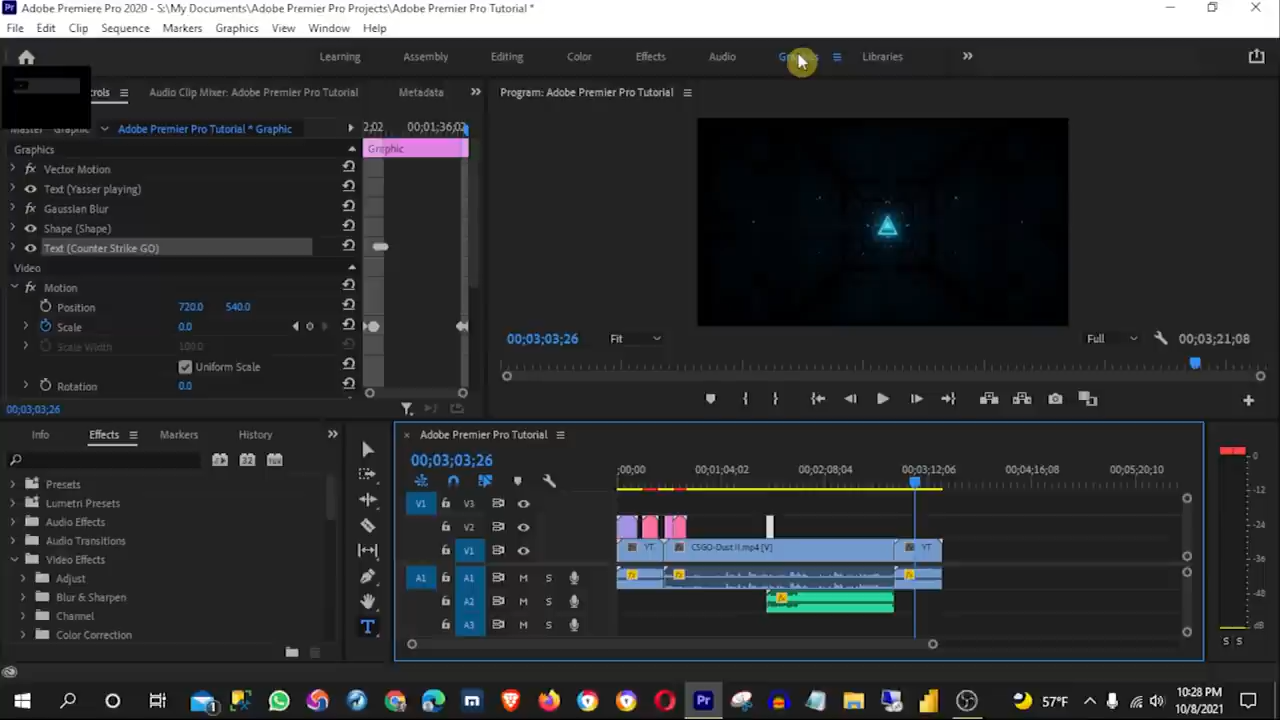 Adobe Premiere Pro 2020 - S:\My Documents\Adobe Premier Pro Projects\Adobe Premier Pro Tutorial *
File Edit Clip Sequence Markers Graphics View Window Help
Learning Assembly Editing Color Effects Audio Libraries
Audio Clip Mixer: Adobe Premier Pro Tutorial Metadata
Program: Adobe Premier Pro Tutorial
Adobe Premier Pro Tutorial * Graphic
2;02 00;01;36;02
Graphics
Graphic
Vector Motion
Text (Yasser playing)
Gaussian Blur
Shape (Shape)
Text (Counter Strike GO)
Video
Motion
Position 720.0 540.0
Scale 0.0
Scale Width 100.0
Uniform Scale
Rotation 0.0
00;03;03;26
00;03;03;26 Fit Full 00;03;21;08
Info Effects Markers History
Presets
Lumetri Presets
Audio Effects
Audio Transitions
Video Effects
Adjust
Blur & Sharpen
Channel
Color Correction
Adobe Premier Pro Tutorial
00;03;03;26
;00;00 00;01;04;02 00;02;08;04 00;03;12;06 00;04;16;08 00;05;20;10
V1 V3
V2
V1 YT CSGO-Dust II.mp4 [V] YT
A1 A1 M S
A2 M S
A3 M S
0
-12
-24
-36
-48
dB
S S
57°F
10:28 PM
10/8/2021